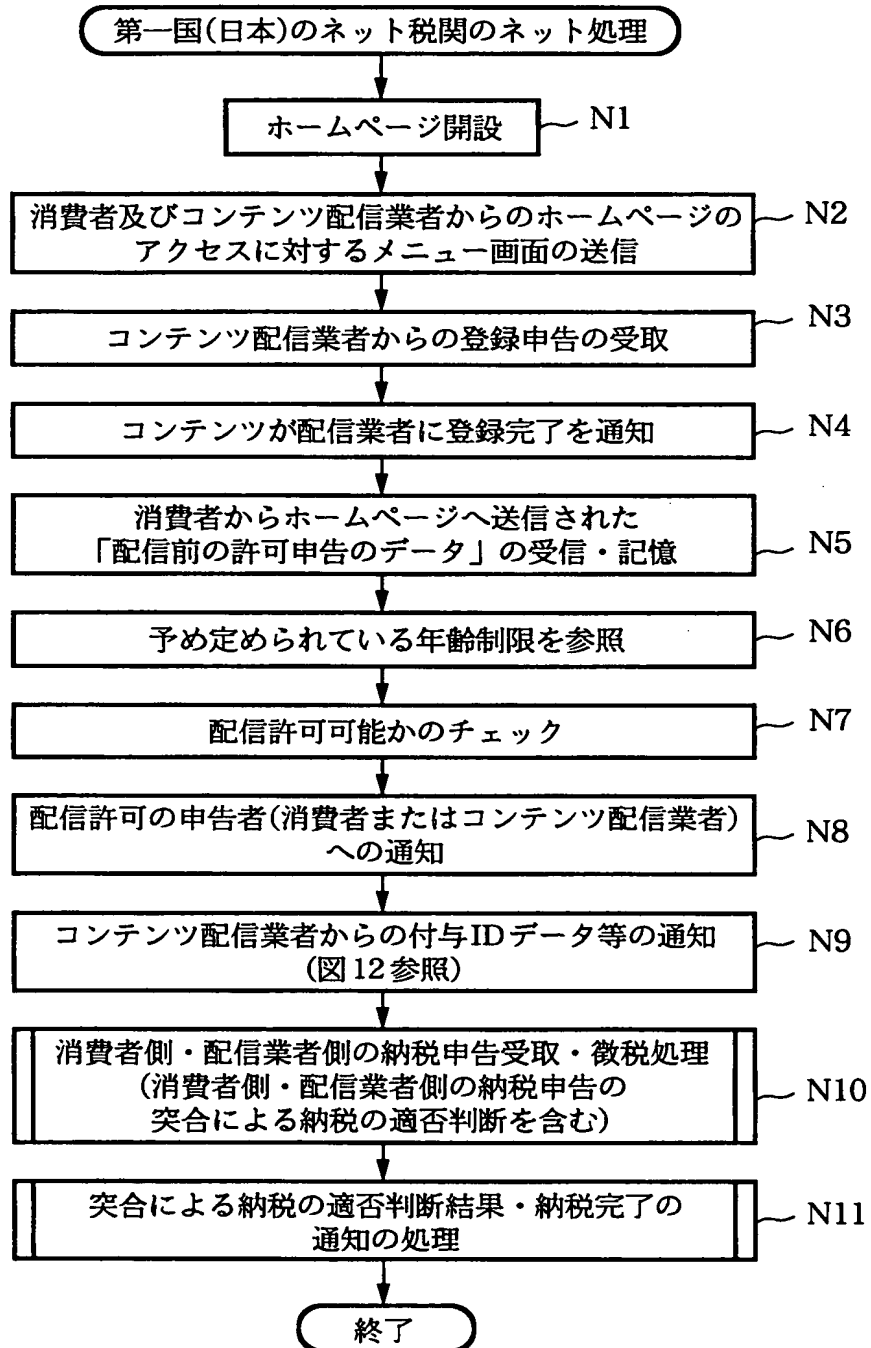 第一国(日本)のネット税関のネット処理
ホームページ開設
N1
消費者及びコンテンツ配信業者からのホームページの
アクセスに対するメニュー画面の送信
N2
コンテンツ配信業者からの登録申告の受取
N3
コンテンツが配信業者に登録完了を通知
N4
消費者からホームページへ送信された
「配信前の許可申告のデータ」の受信・記憶
N5
予め定められている年齢制限を参照
N6
配信許可可能かのチェック
N7
配信許可の申告者(消費者またはコンテンツ配信業者)
への通知
N8
コンテンツ配信業者からの付与IDデータ等の通知
(図12参照)
N9
消費者側・配信業者側の納税申告受取・徴税処理
(消費者側・配信業者側の納税申告の
突合による納税の適否判断を含む)
N10
突合による納税の適否判断結果・納税完了の
通知の処理
N11
終了